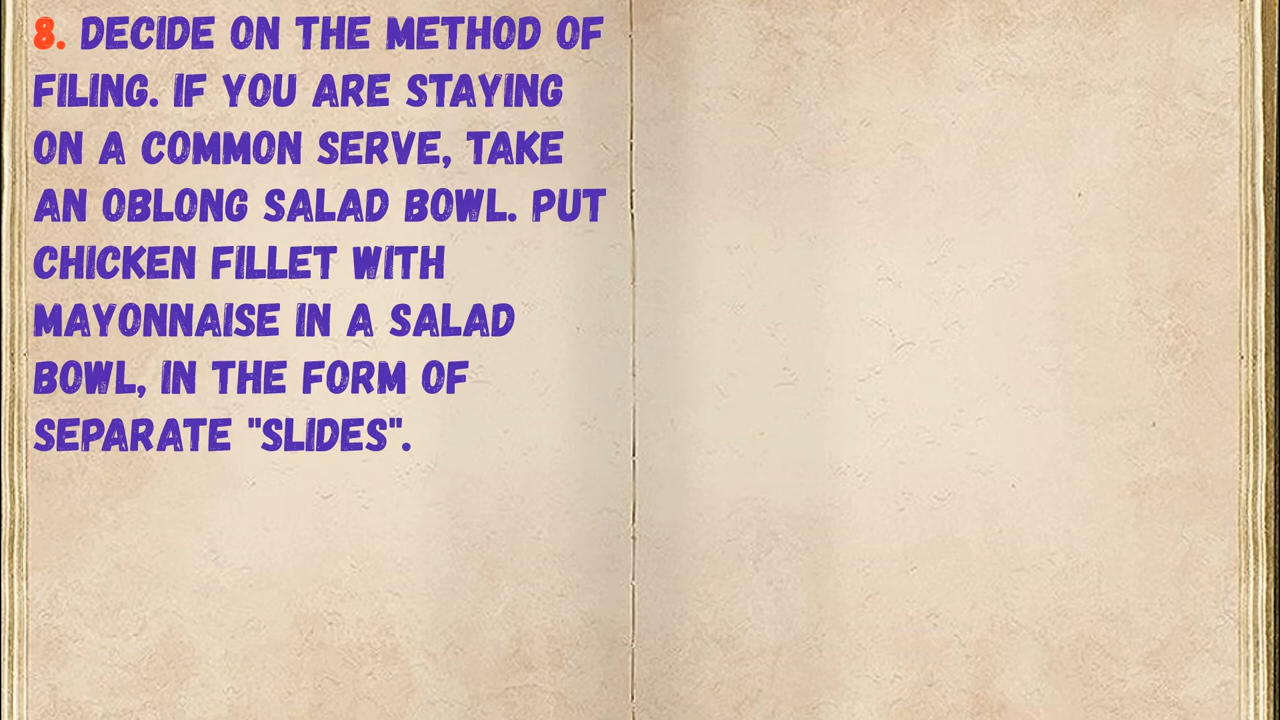 8. DECIDE ON THE METHOD OF
FILING. IF YOU ARE STAYING
ON A COMMON SERVE, TAKE
AN OBLONG SALAD BOWL. PUT
CHICKEN FILLET WITH
MAYONNAISE IN A SALAD
BOWL, IN THE FORM OF
SEPARATE "SLIDES".